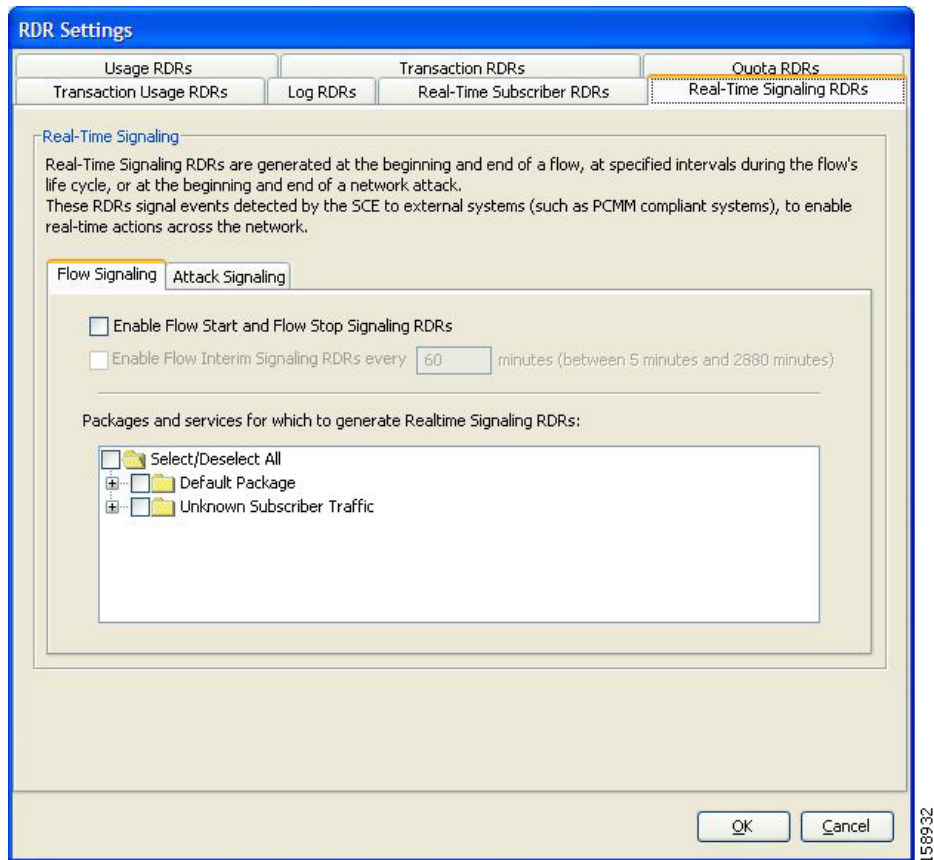 RDR Settings
Usage RDRs
Transaction RDRs
Quota RDRs
Transaction Usage RDRs
Log RDRs
Real-Time Subscriber RDRs
Real-Time Signaling RDRs
Real-Time Signaling
Real-Time Signaling RDRs are generated at the beginning and end of a flow, at specified intervals during the flow's
life cycle, or at the beginning and end of a network attack.
These RDRs signal events detected by the SCE to external systems (such as PCMM compliant systems), to enable
real-time actions across the network.
Flow Signaling
Attack Signaling
Enable Flow Start and Flow Stop Signaling RDRs
Enable Flow Interim Signaling RDRs every 60 minutes (between 5 minutes and 2880 minutes)
Packages and services for which to generate Realtime Signaling RDRs:
Select/Deselect All
Default Package
Unknown Subscriber Traffic
OK
Cancel
158932